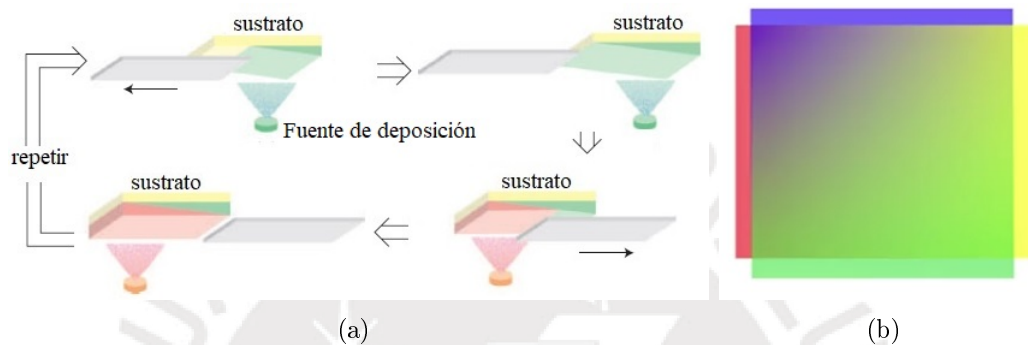 sustrato
sustrato
Fuente de deposición
repetir
sustrato
sustrato
(a)
(b)